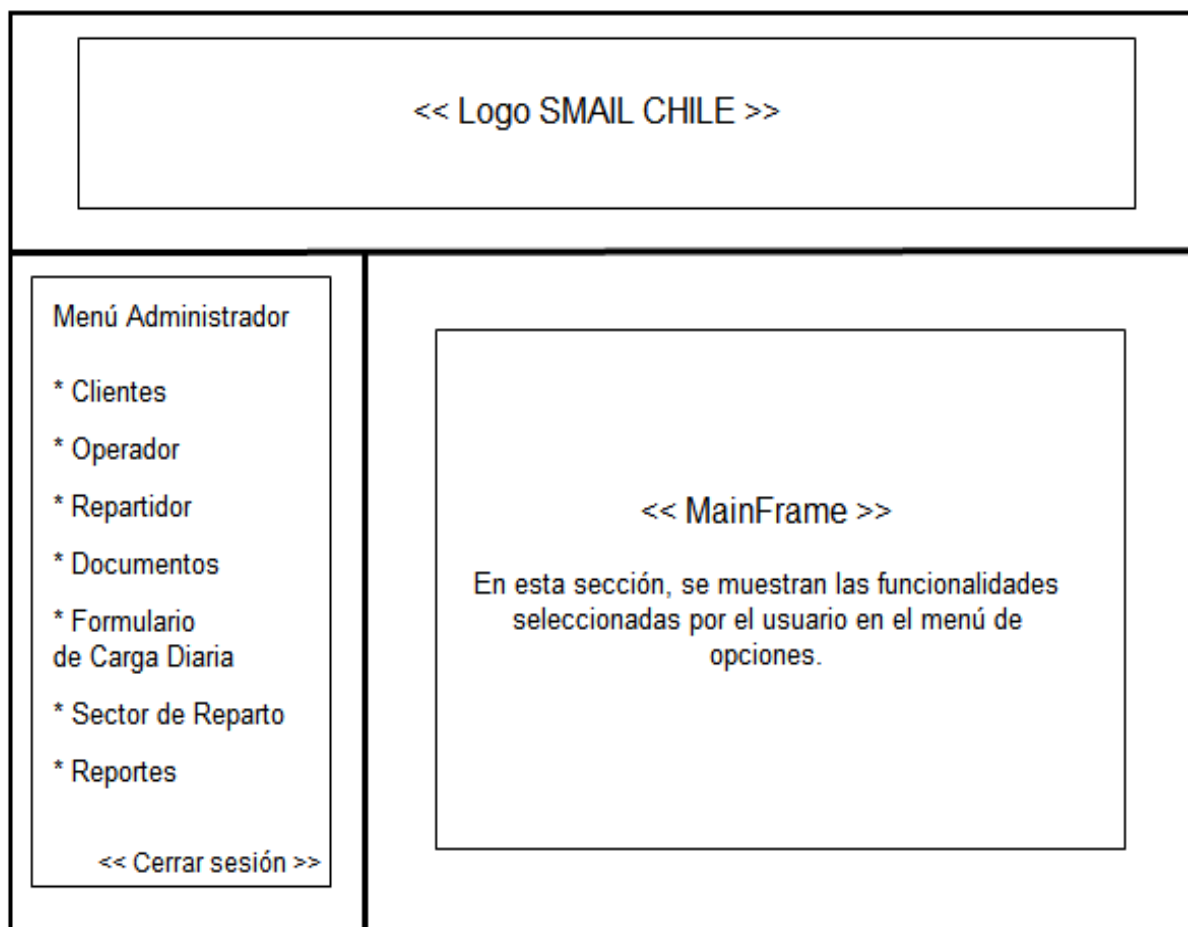 << Logo SMAIL CHILE >>
Menú Administrador
* Clientes
* Operador
* Repartidor
* Documentos
* Formulario
de Carga Diaria
* Sector de Reparto
* Reportes
<< Cerrar sesión >>
<< MainFrame >>
En esta sección, se muestran las funcionalidades
seleccionadas por el usuario en el menú de
opciones.